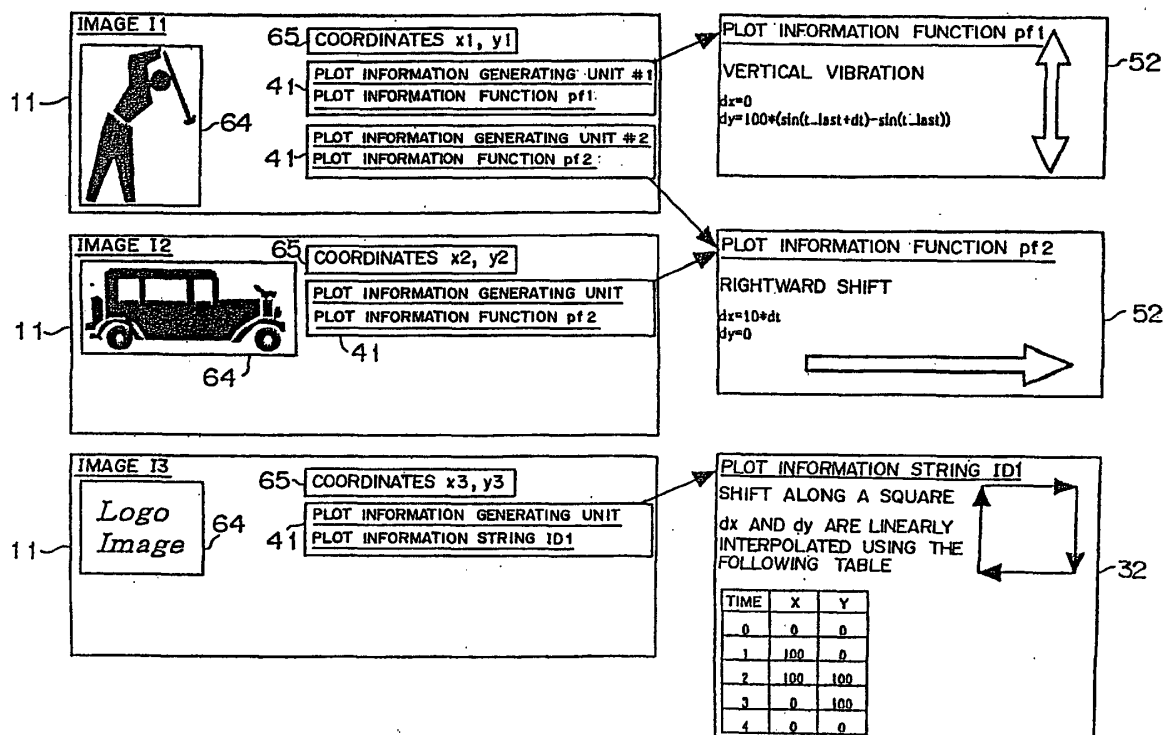 IMAGE I1
65
COORDINATES x1, y1
11
64
41
PLOT INFORMATION GENERATING UNIT #1
PLOT INFORMATION FUNCTION pf1
41
PLOT INFORMATION GENERATING UNIT #2
PLOT INFORMATION FUNCTION pf2
PLOT INFORMATION FUNCTION pf1
VERTICAL VIBRATION
dx=0
dy=100*(sin(t_last+dt)-sin(t_last))
52
IMAGE I2
65
COORDINATES x2, y2
11
64
PLOT INFORMATION GENERATING UNIT
PLOT INFORMATION FUNCTION pf2
41
PLOT INFORMATION FUNCTION pf2
RIGHTWARD SHIFT
dx=10*dt
dy=0
52
IMAGE I3
Logo
Image
11
64
65
COORDINATES x3, y3
41
PLOT INFORMATION GENERATING UNIT
PLOT INFORMATION STRING ID1
PLOT INFORMATION STRING ID1
SHIFT ALONG A SQUARE
dx AND dy ARE LINEARLY
INTERPOLATED USING THE
FOLLOWING TABLE
32
TIME X Y
0 0 0
1 100 0
2 100 100
3 0 100
4 0 0